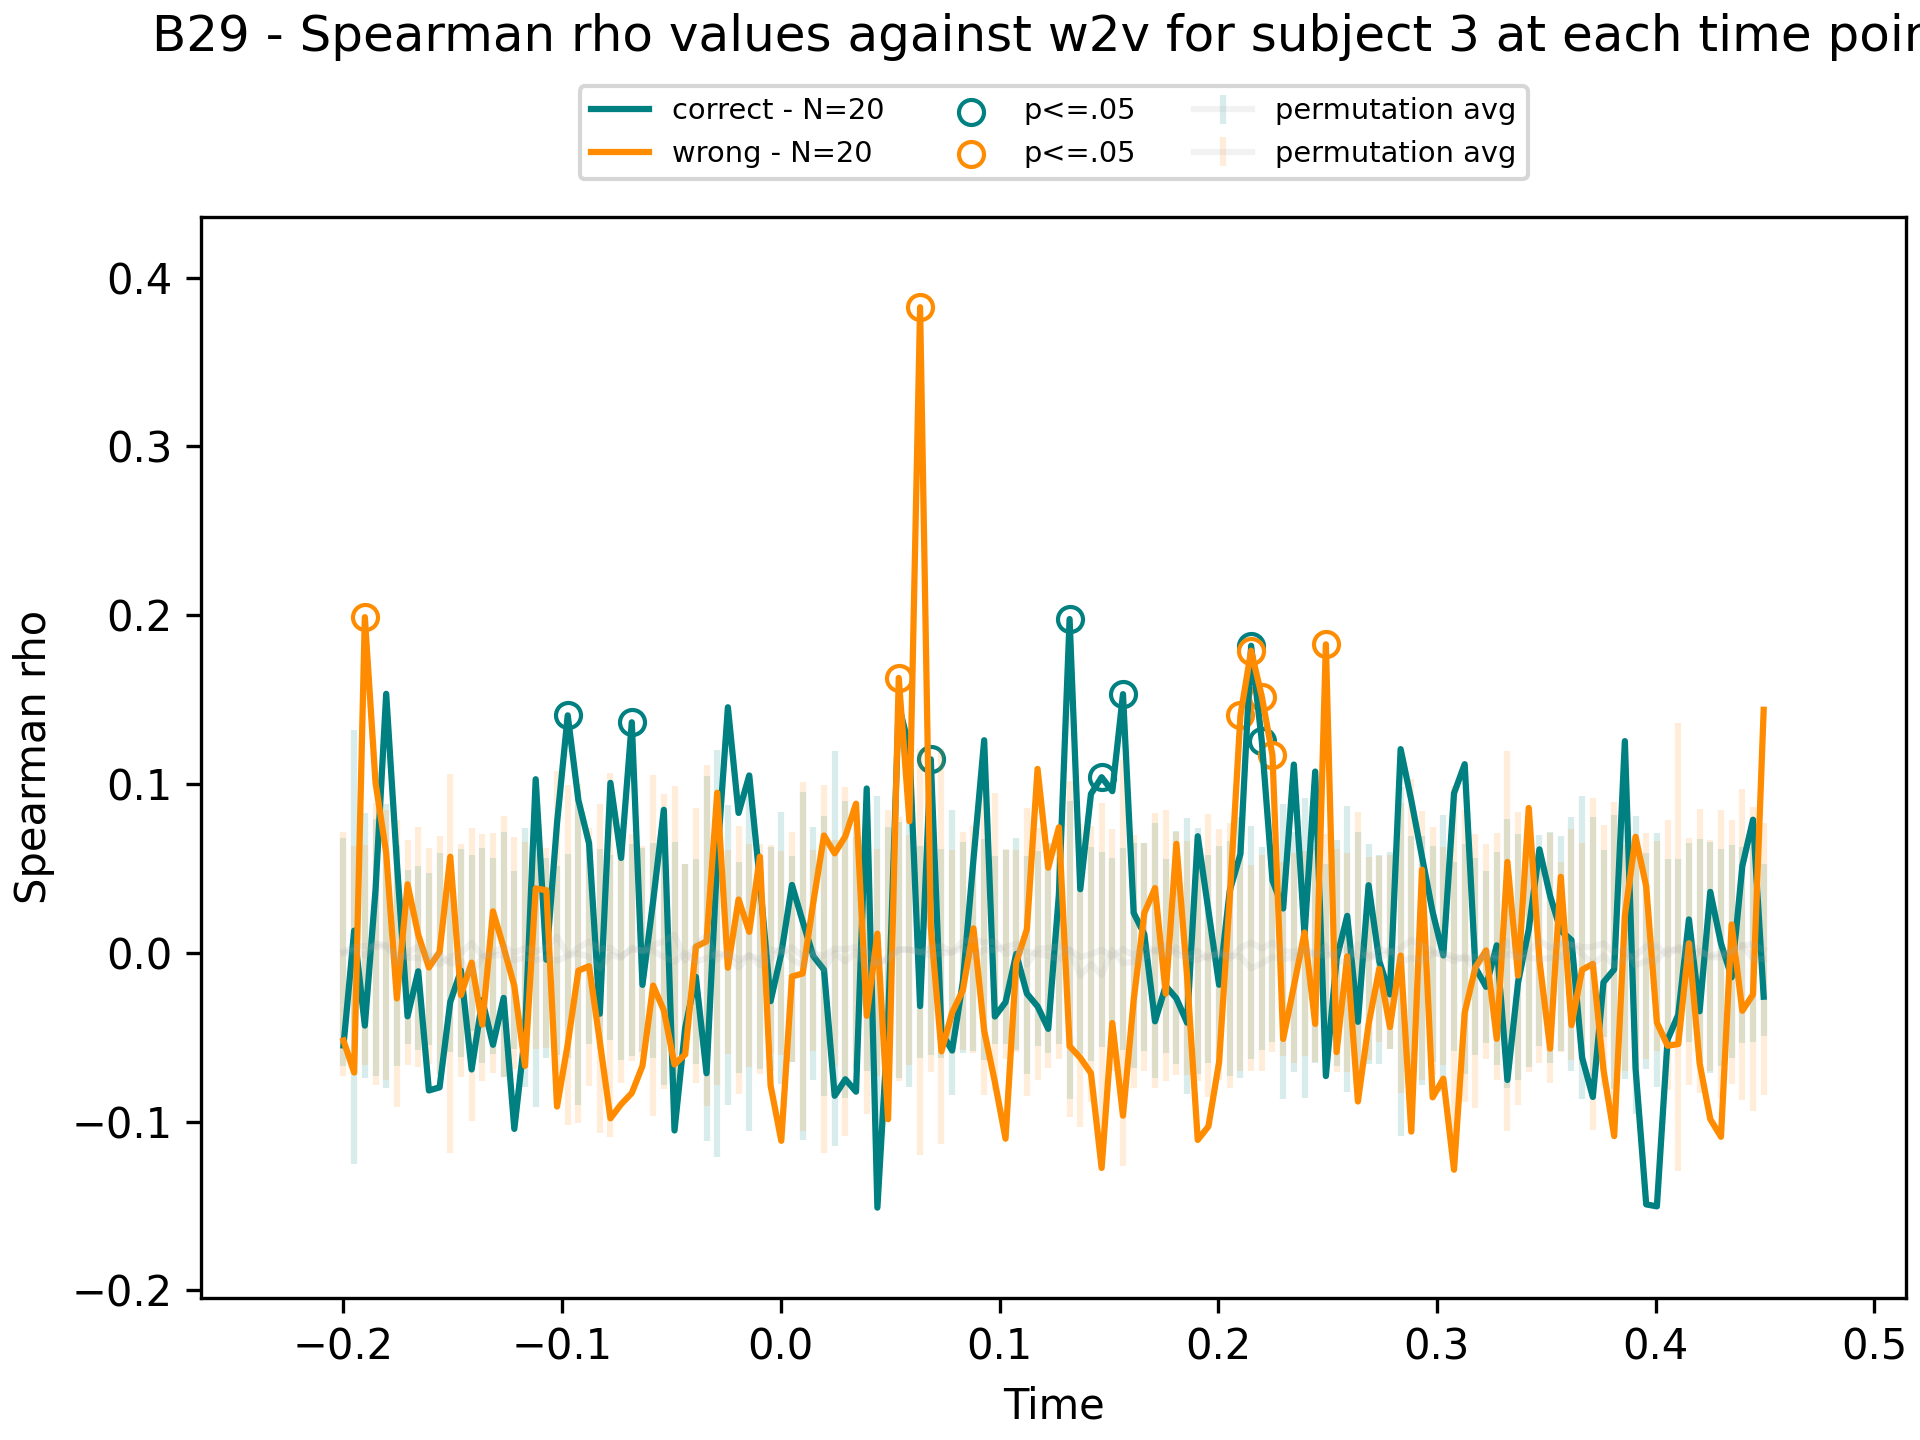 B29 - Spearman rho values against w2v for subject 3 at each time
correct - N=20
wrong - N=20
p<=.05
p<=.05
permutation avg
permutation avg
Spearman rho
0.4
0.3
0.2
0.1
0.0
−0.1
−0.2
−0.2 −0.1 0.0 0.1 0.2 0.3 0.4 0.5
Time